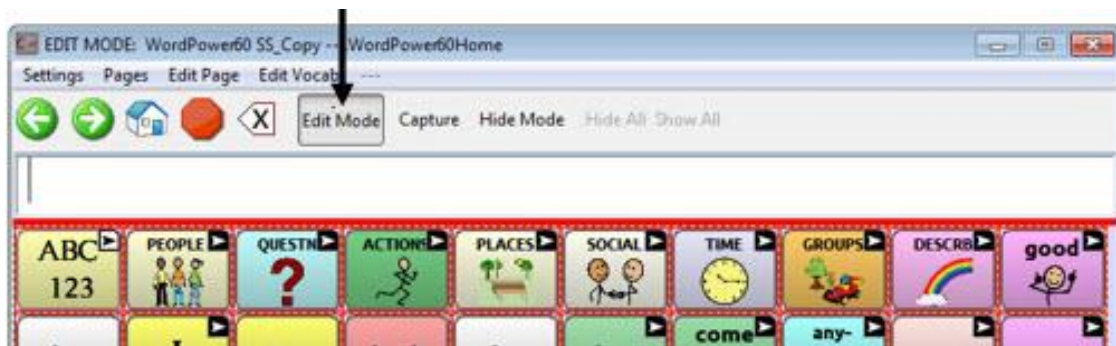 EDIT MODE: WordPower60 SS_Copy -- WordPower60Home
Settings Pages Edit Page Edit Vocab ---
X Edit Mode Capture Hide Mode Hide All Show All
ABC 123 PEOPLE QUESTN ACTIONS PLACES SOCIAL TIME GROUPS DESCRB good
come any-